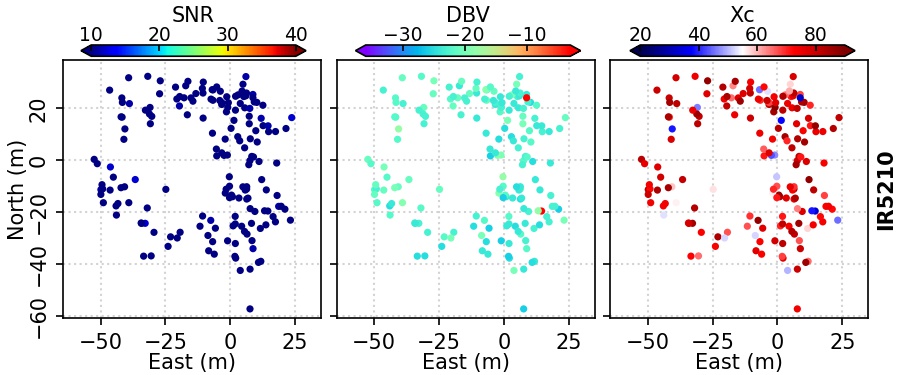 SNR DBV Xc
10 20 30 40 −30 −20 −10 20 40 60 80
North (m)
20
0
−20
−40
−60
−50 −25 0 25 −50 −25 0 25 −50 −25 0 25
East (m) East (m) East (m)
IR5210